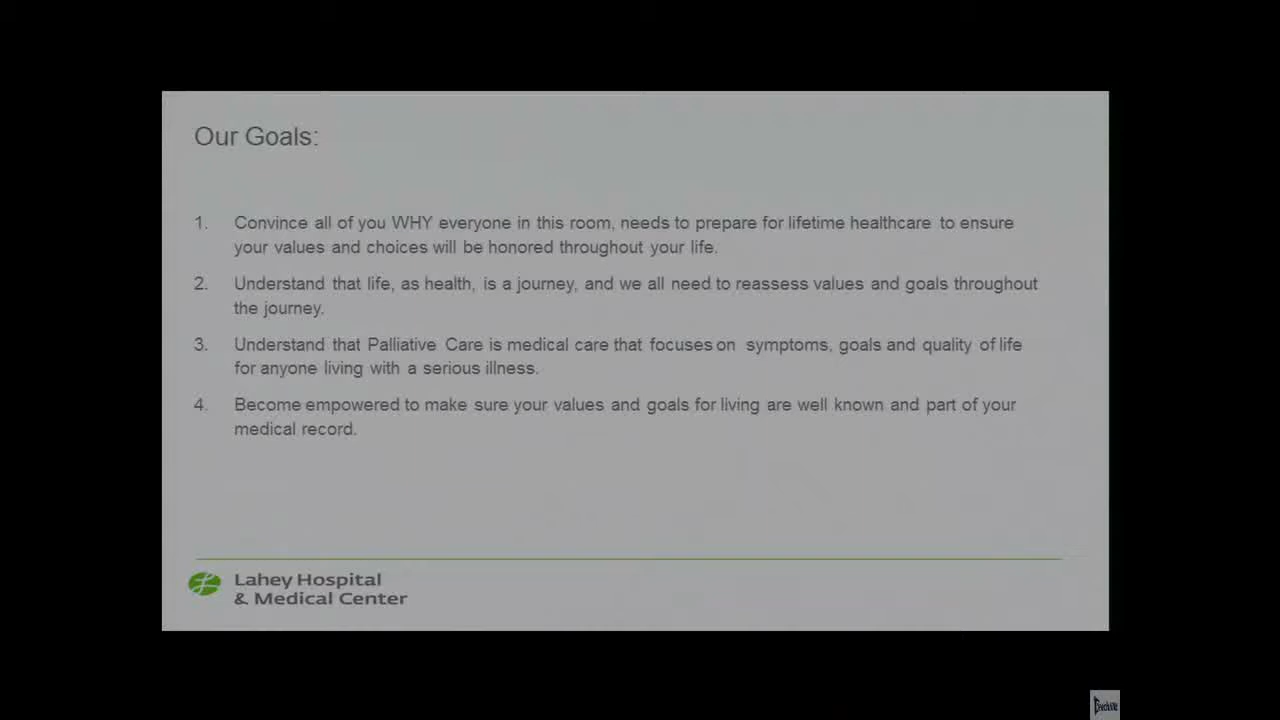 Our Goals:
1. Convince all of you WHY everyone in this room, needs to prepare for lifetime healthcare to ensure
your values and choices will be honored throughout your life.
2. Understand that life, as health, is a journey, and we all need to reassess values and goals throughout
the journey.
3. Understand that Palliative Care is medical care that focuses on symptoms, goals and quality of life
for anyone living with a serious illness.
4. Become empowered to make sure your values and goals for living are well known and part of your
medical record.
Lahey Hospital
& Medical Center